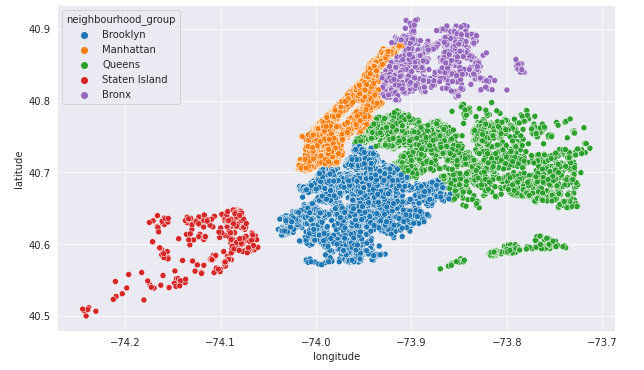 neighbourhood_group
Brooklyn
Manhattan
Queens
Staten Island
Bronx
latitude
40.9
40.8
40.7
40.6
40.5
−74.2
−74.1
−74.0
−73.9
−73.8
−73.7
longitude